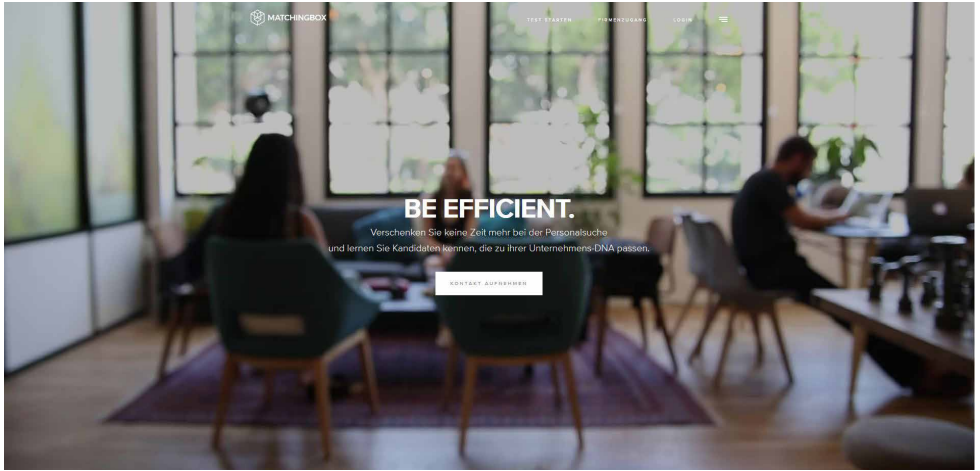 MATCHINGBOX
TEST STARTEN
FIRMENZUGANG
LOGIN
BE EFFICIENT.
Verschenken Sie keine Zeit mehr bei der Personalsuche
und lernen Sie Kandidaten kennen, die zu ihrer Unternehmens-DNA passen.
KONTAKT AUFNEHMEN